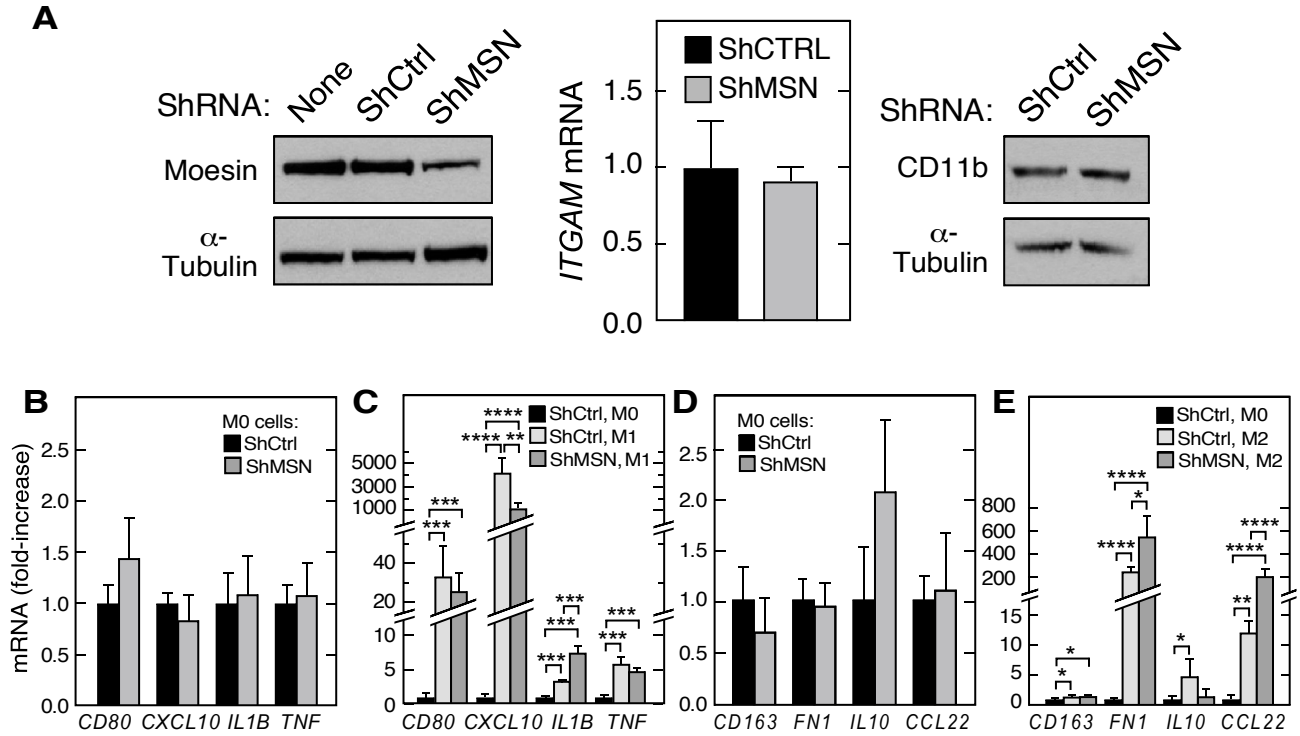 A
ShRNA: None ShCtrl ShMSN
Moesin
α-
Tubulin
ITGAM mRNA
ShCTRL
ShMSN
1.5
1.0
0.5
0.0
ShRNA: ShCtrl ShMSN
CD11b
α-
Tubulin
B
mRNA (fold-increase)
M0 cells:
ShCtrl
ShMSN
2.5
2.0
1.5
1.0
0.5
0.0
CD80 CXCL10 IL1B TNF
C
ShCtrl, M0
ShCtrl, M1
ShMSN, M1
5000
3000
1000
40
20
10
5
0
****
**** **
***
***
***
***
***
***
***
CD80 CXCL10 IL1B TNF
D
M0 cells:
ShCtrl
ShMSN
2.5
2.0
1.5
1.0
0.5
0.0
CD163 FN1 IL10 CCL22
E
ShCtrl, M0
ShCtrl, M2
ShMSN, M2
800
600
400
200
15
10
5
0
*
*
****
*
****
*
****
****
**
CD163 FN1 IL10 CCL22